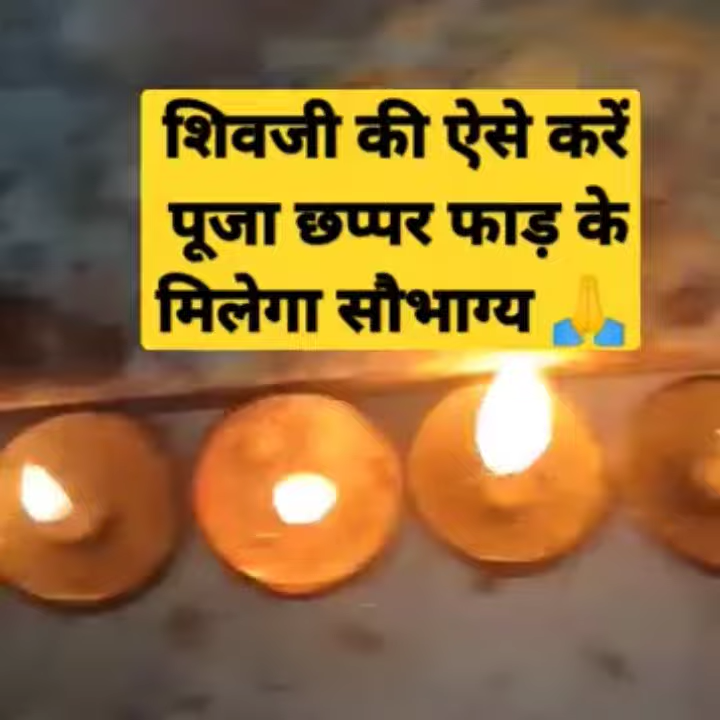 शिवजी की ऐसे करें
पूजा छप्पर फाड़ के
मिलेगा सौभाग्य 🙏